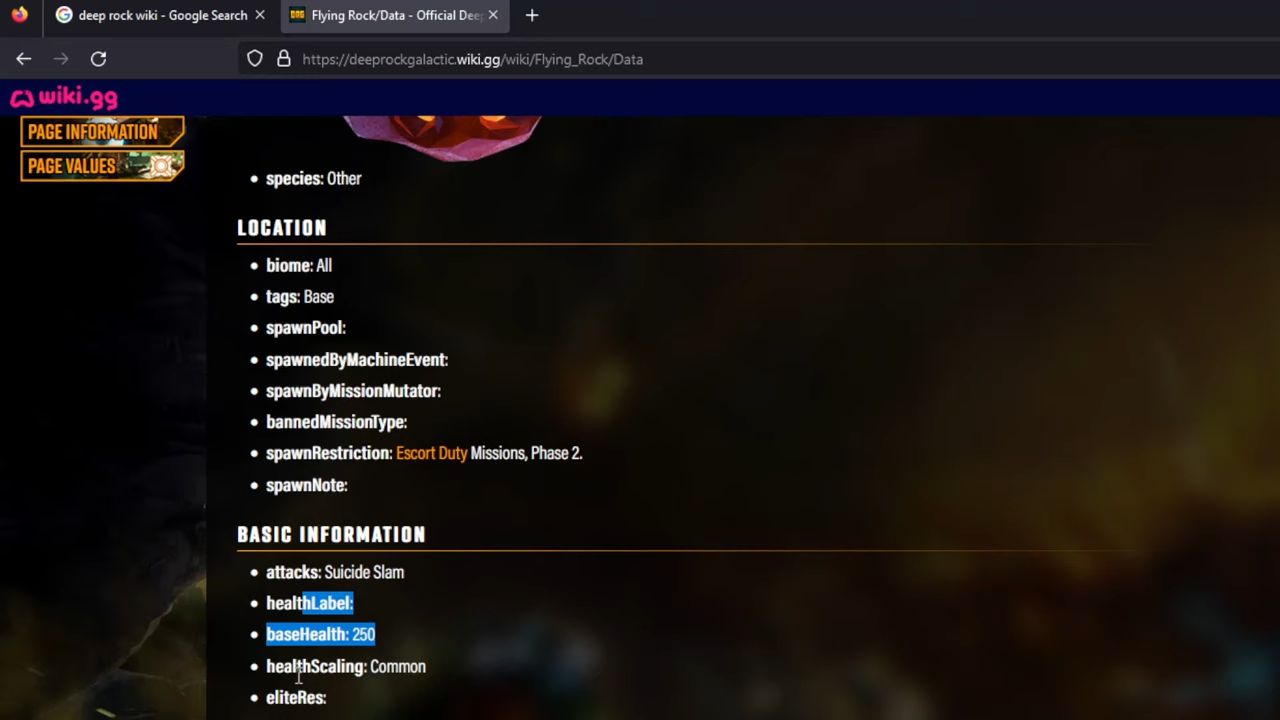 deep rock wiki - Google Search
Flying Rock/Data - Official Dee
https://deeprockgalactic.wiki.gg/wiki/Flying_Rock/Data
wiki.gg
PAGE INFORMATION
PAGE VALUES
species: Other
LOCATION
biome: All
tags: Base
spawnPool:
spawnedByMachineEvent:
spawnByMissionMutator:
bannedMissionType:
spawnRestriction: Escort Duty Missions, Phase 2.
spawnNote:
BASIC INFORMATION
attacks: Suicide Slam
healthLabel:
baseHealth: 250
healthScaling: Common
eliteRes: